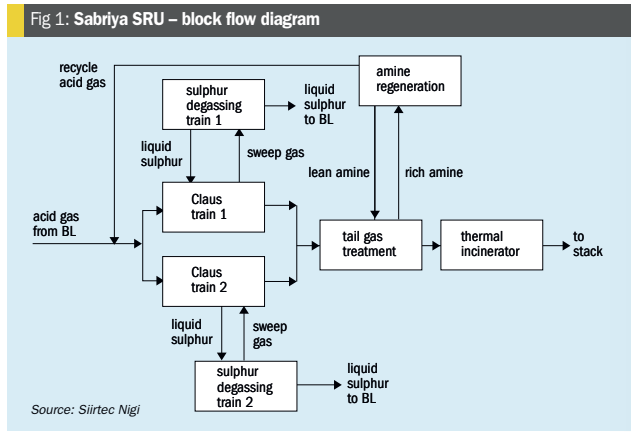 Fig 1: Sabriya SRU – block flow diagram
recycle
acid gas
amine
regeneration
sulphur
degassing
train 1
liquid
sulphur
to BL
liquid
sulphur
sweep gas
lean amine
rich amine
Claus
train 1
acid gas
from BL
tail gas
treatment
thermal
incinerator
to
stack
Claus
train 2
liquid
sulphur
sweep
gas
sulphur
degassing
train 2
liquid
sulphur
to BL
Source: Siirtec Nigi